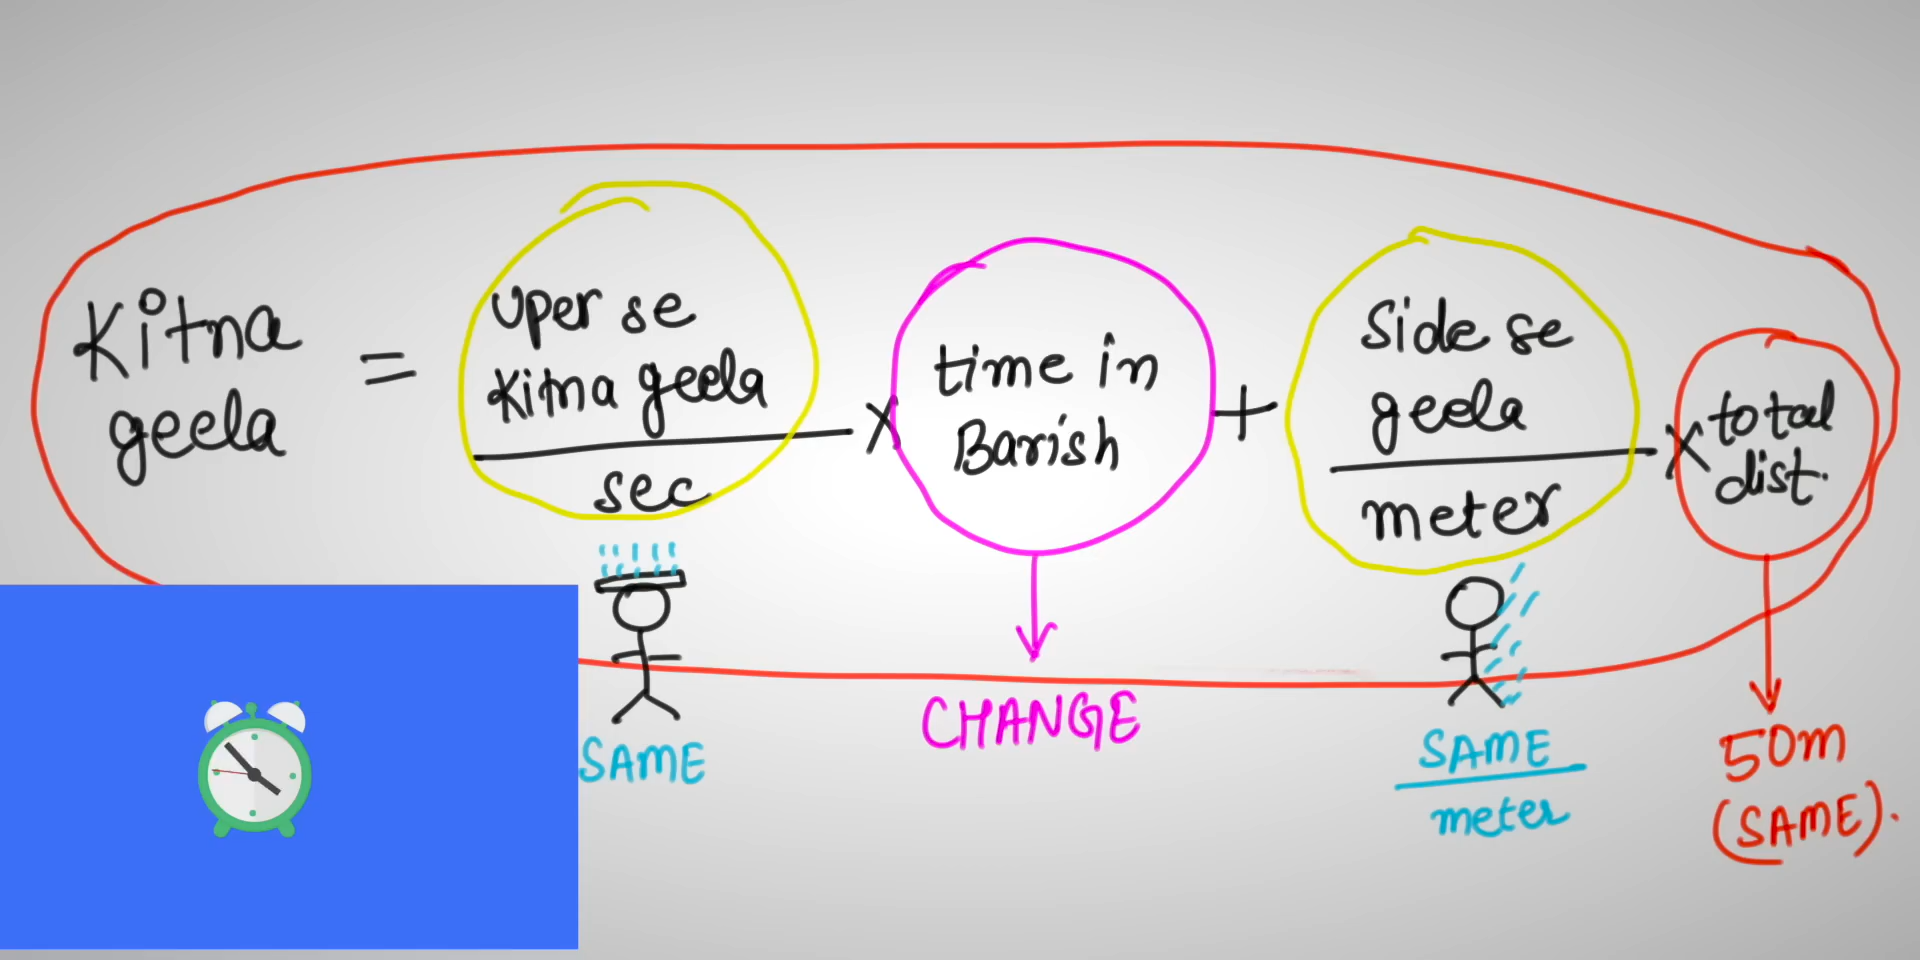 Kitna
geela
=
Uper se
Kitna geela
sec
X
time in
Barish
+
Side se
geela
meter
X
total
dist.
SAME
CHANGE
SAME
meter
50m
(SAME).